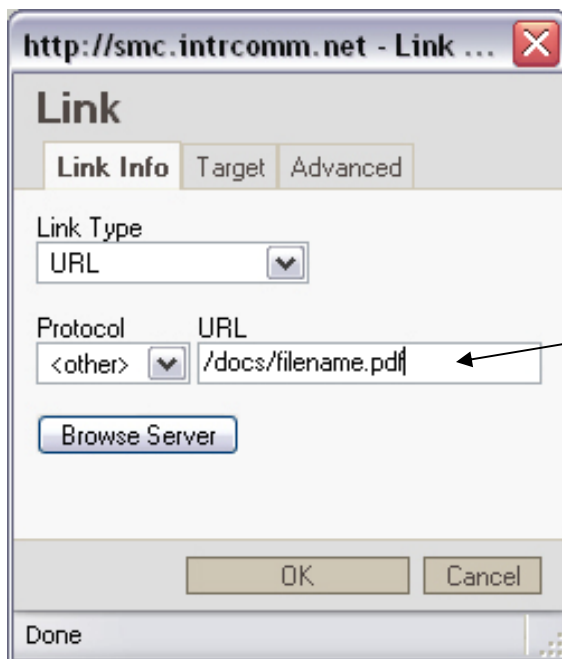 http://smc.intrcomm.net - Link ...
Link
Link Info Target Advanced
Link Type
URL
Protocol URL
<other> /docs/filename.pdf
Browse Server
OK Cancel
Done